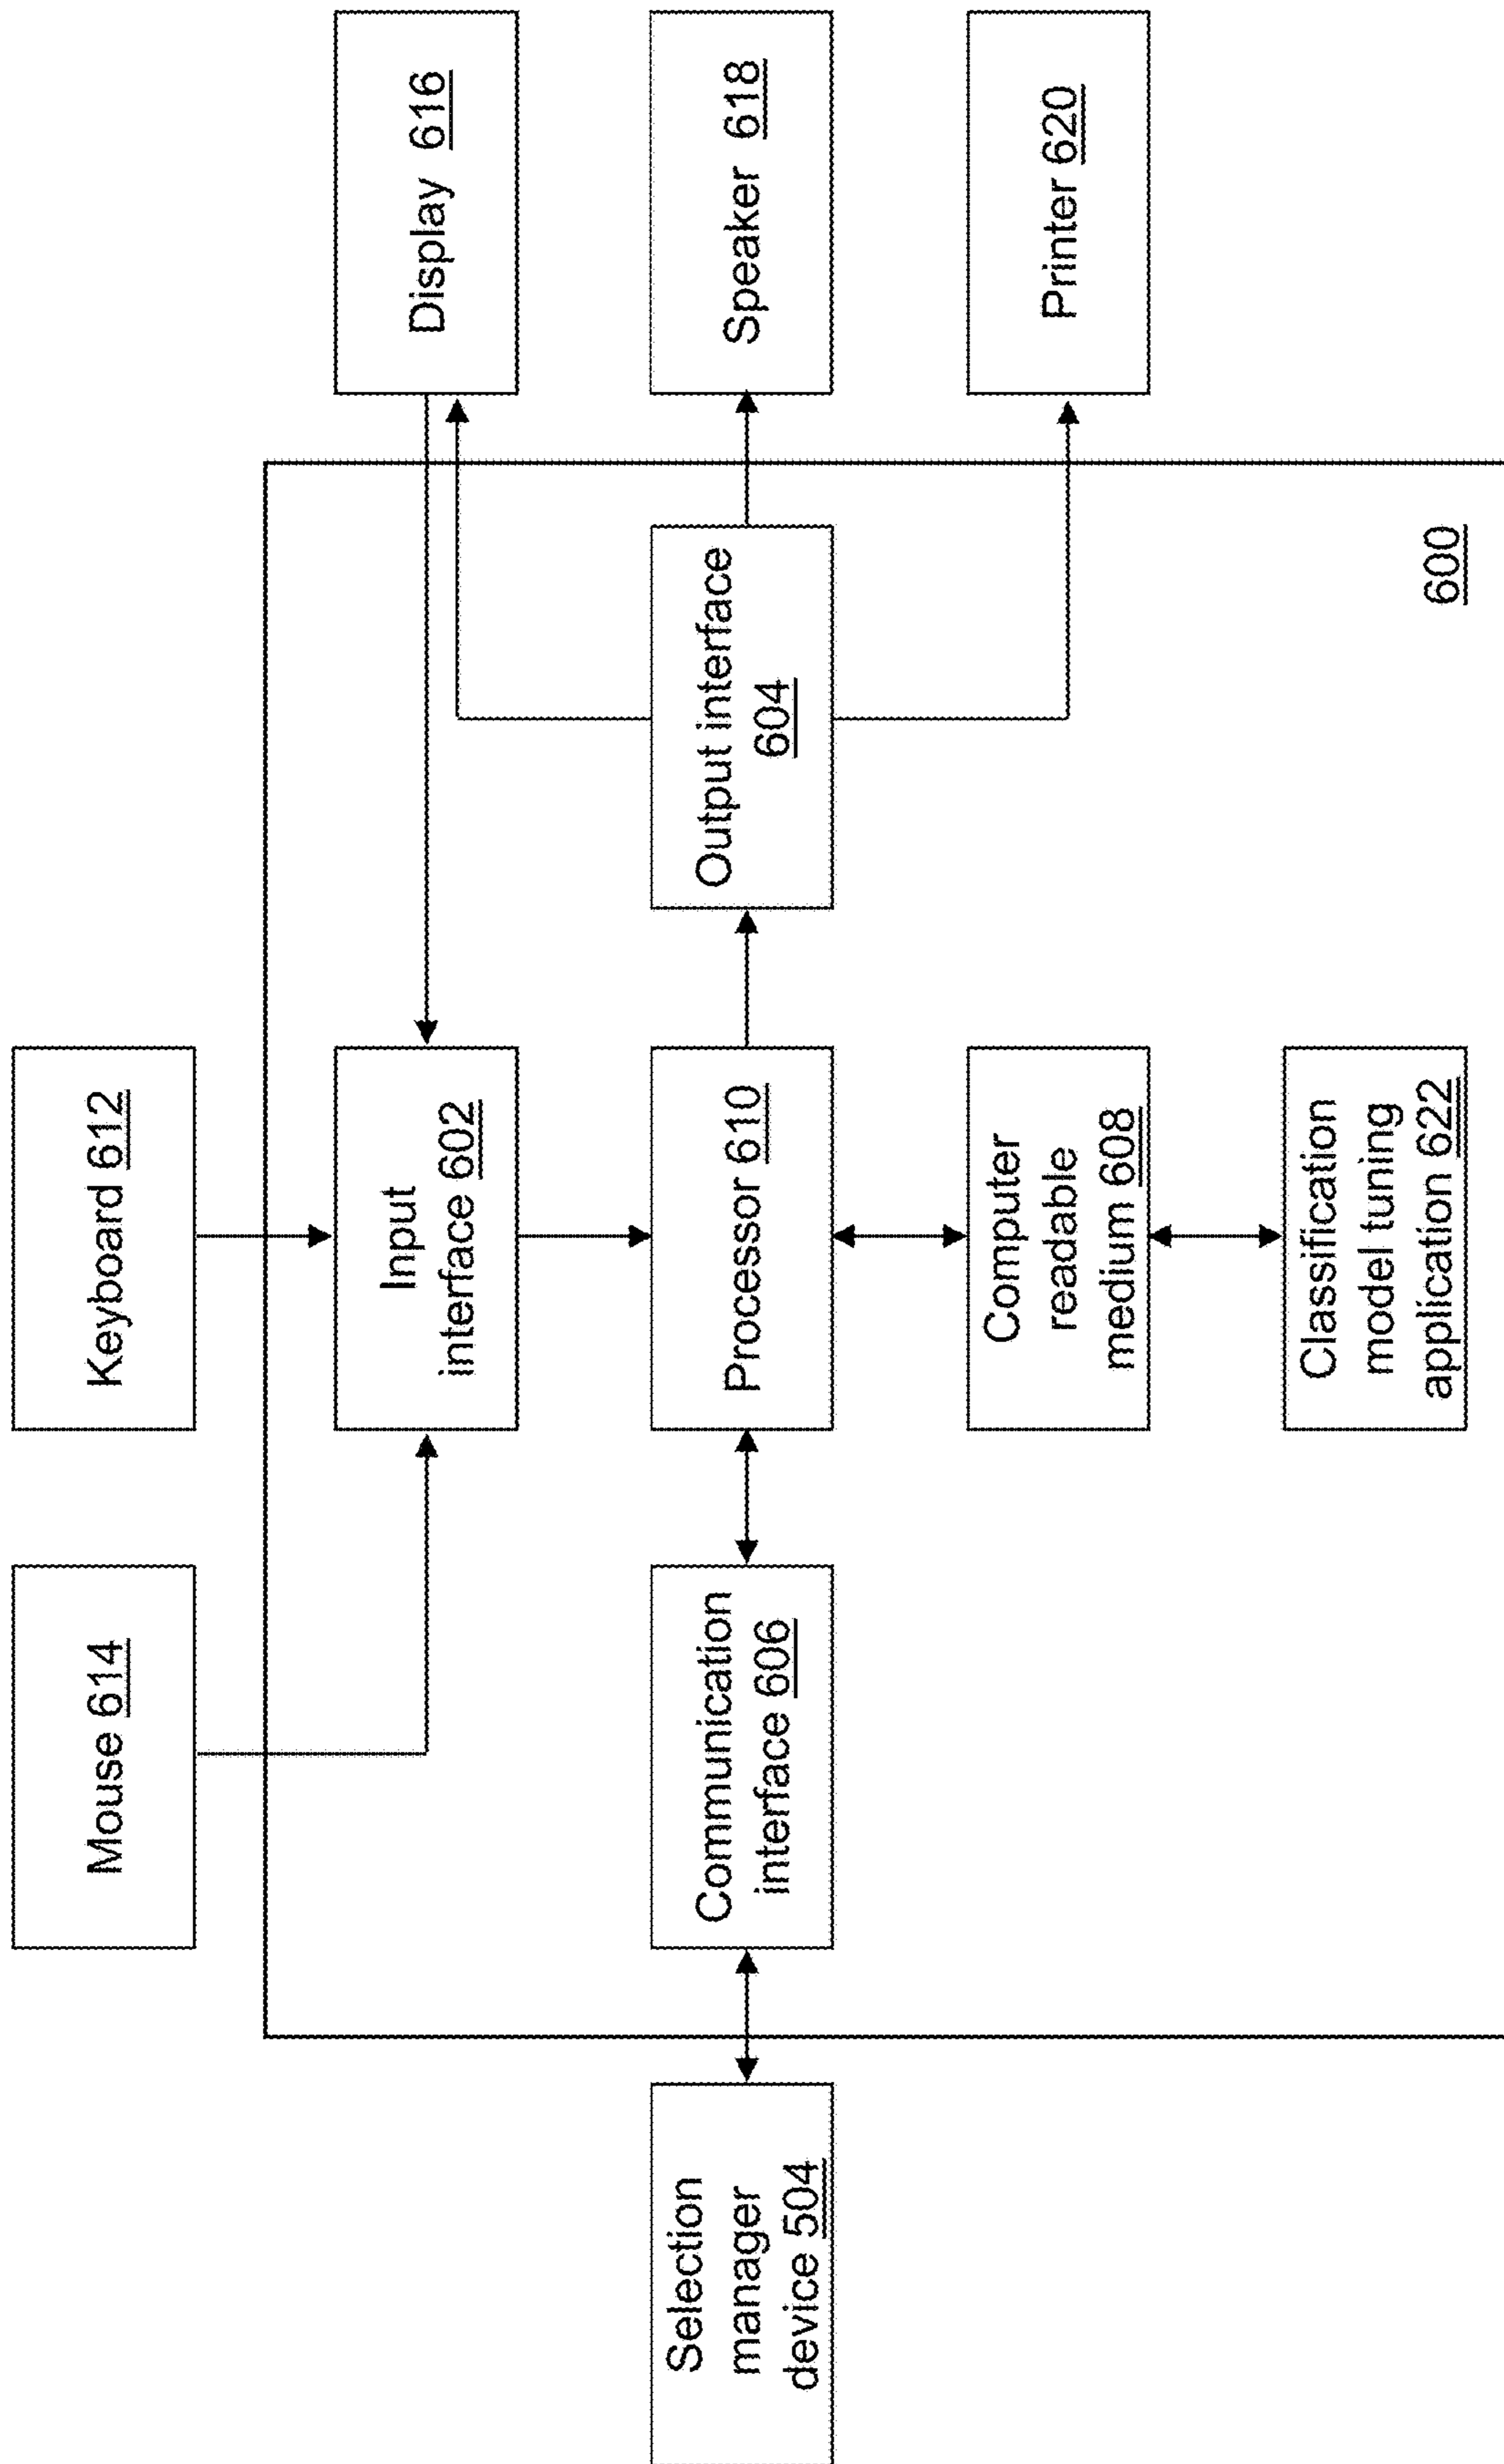 Mouse 614
Keyboard 612
Input
interface 602
Display 616
Selection
manager
device 504
Communication
interface 606
Processor 610
Output interface
604
Speaker 618
Computer
readable
medium 608
Printer 620
Classification
model tuning
application 622
600